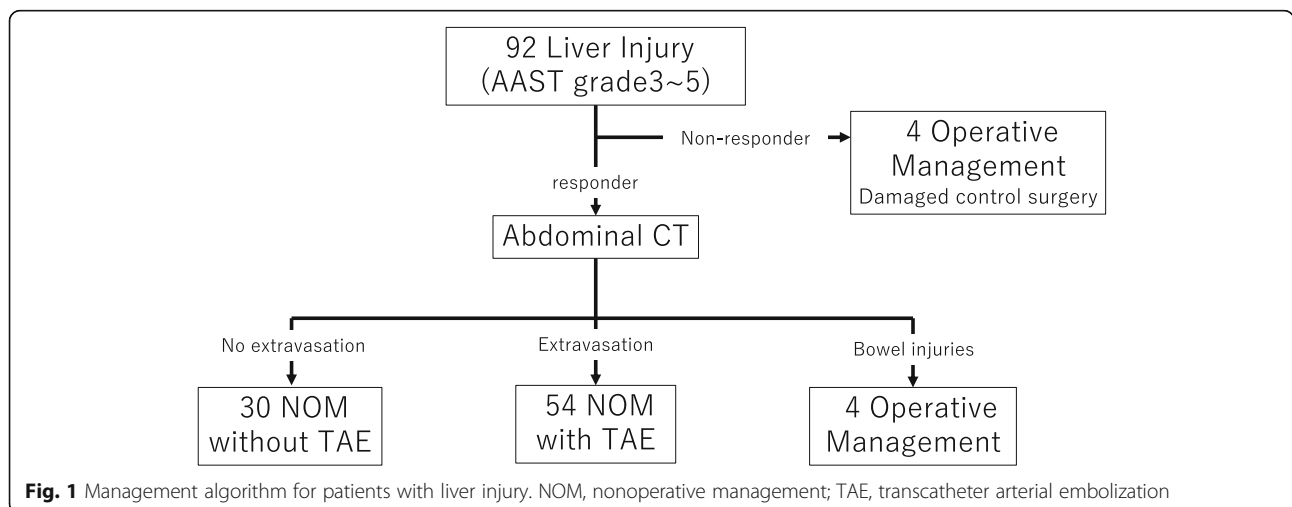 92 Liver Injury
(AAST grade3~5)
Non-responder
4 Operative
Management
Damaged control surgery
responder
Abdominal CT
No extravasation
Extravasation
Bowel injuries
30 NOM
without TAE
54 NOM
with TAE
4 Operative
Management
Fig. 1 Management algorithm for patients with liver injury. NOM, nonoperative management; TAE, transcatheter arterial embolization